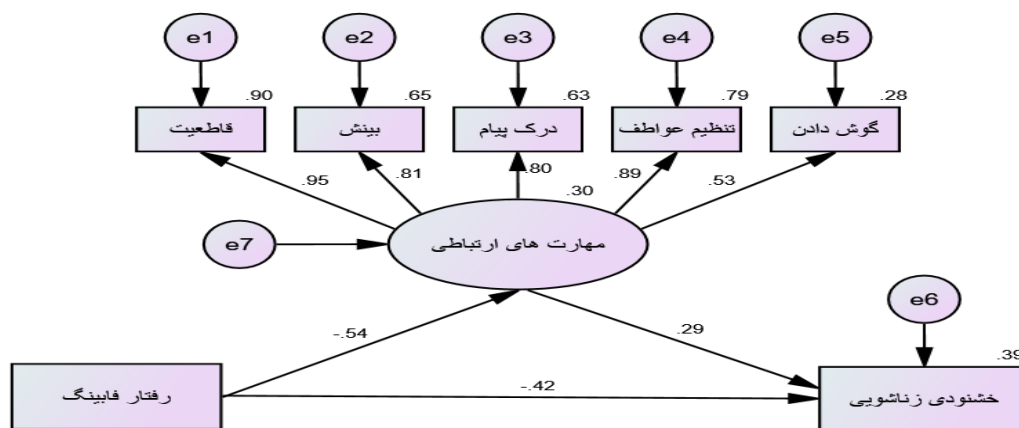 e1
e2
e3
e4
e5
.90
.65
.63
.79
.28
قاطعیت
بینش
درک پیام
تنظیم عواطف
گوش دادن
.95
.81
.80
.89
.53
.30
e7
مهارت های ارتباطی
e6
-.54
.29
.39
رفتار فابینگ
-.42
خشنودی زناشویی